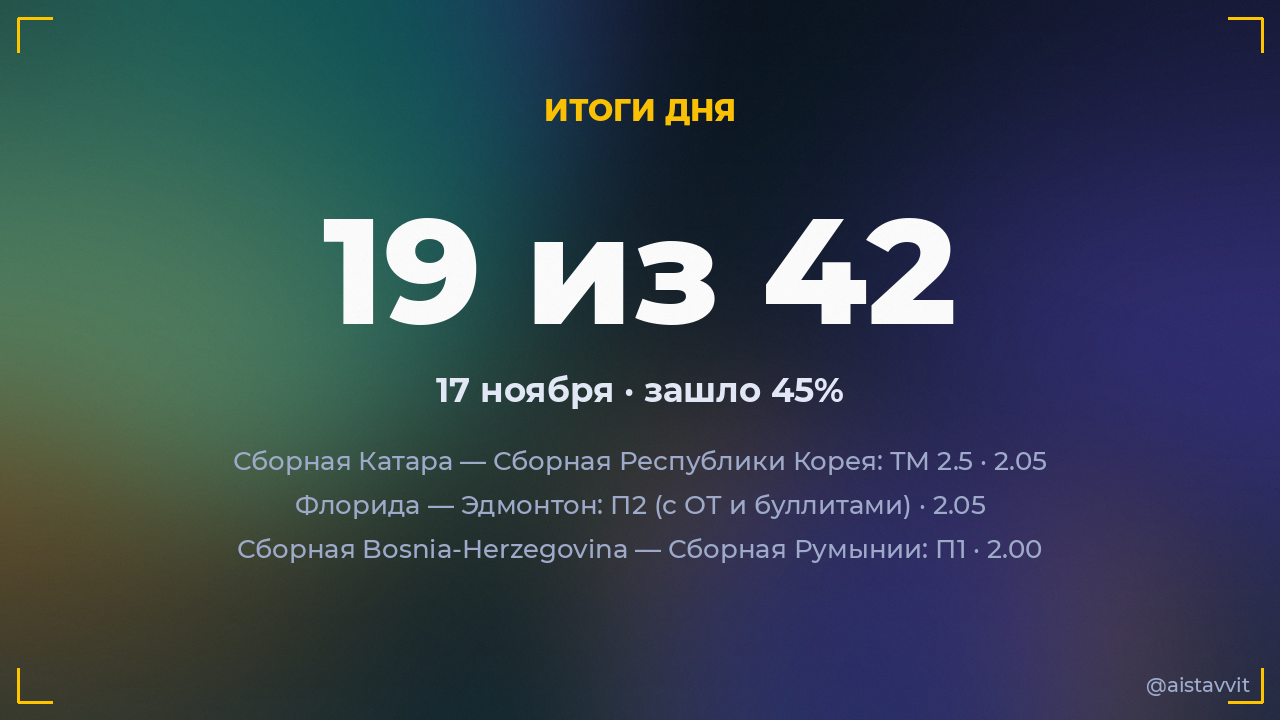 ИТОГИ ДНЯ
19 из 42
17 ноября · зашло 45%
Сборная Катара — Сборная Республики Корея: ТМ 2.5 · 2.05
Флорида — Эдмонтон: П2 (с ОТ и буллитами) · 2.05
Сборная Bosnia-Herzegovina — Сборная Румынии: П1 · 2.00
@aistavvit